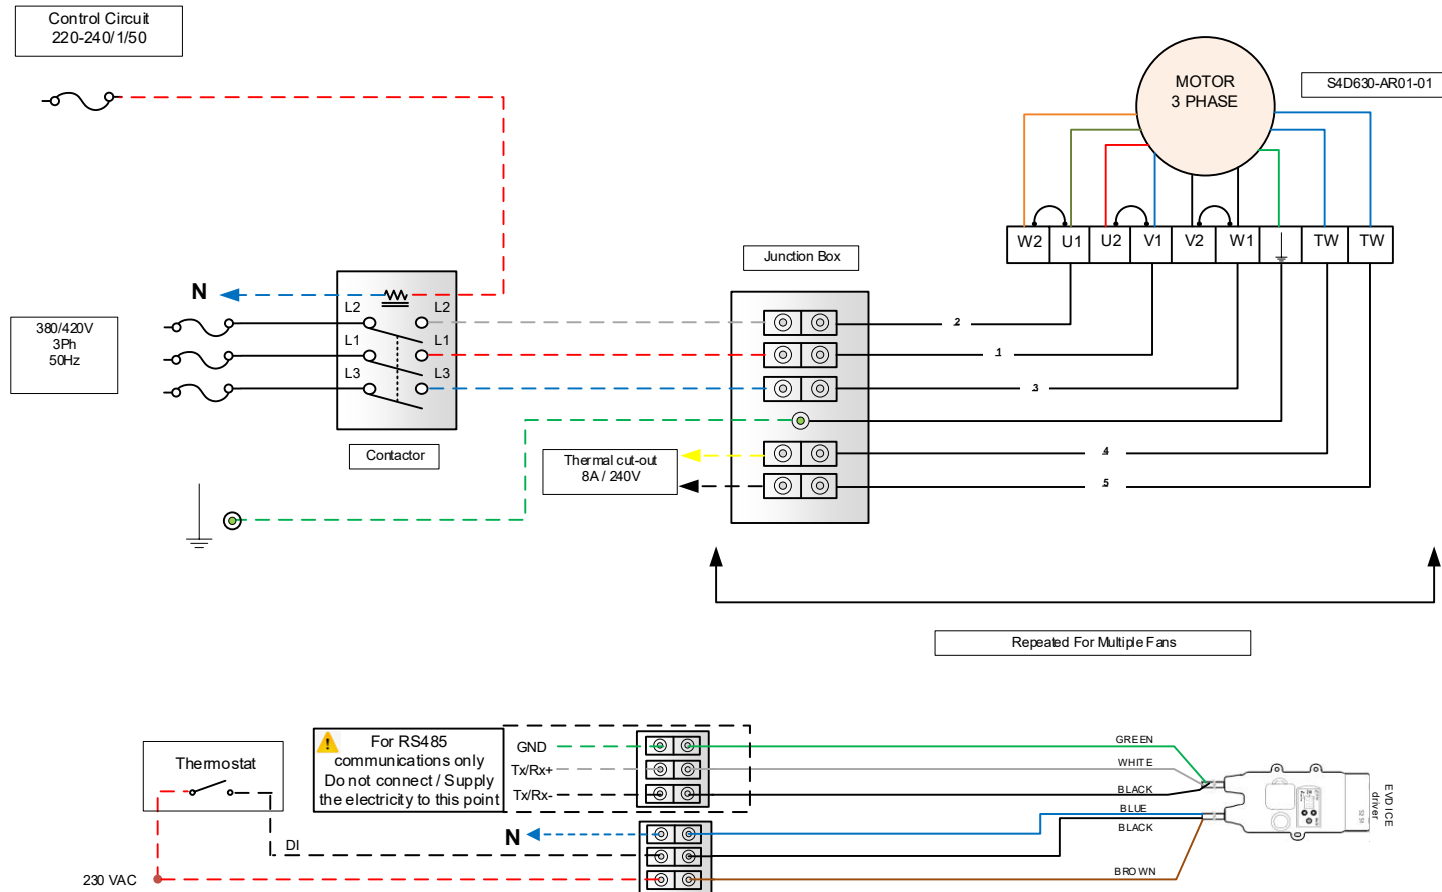 Control Circuit
220-240/1/50
MOTOR
3 PHASE
S4D630-AR01-01
W2 U1 U2 V1 V2 W1 TW TW
Junction Box
N
L2 L2
L1 L1
L3 L3
380/420V
3Ph
50Hz
2
1
3
4
5
Contactor
Thermal cut-out
8A / 240V
Repeated For Multiple Fans
For RS485
communications only
Do not connect / Supply
the electricity to this point
GND
Tx/Rx+
Tx/Rx-
GREEN
WHITE
BLACK
BLUE
BLACK
BROWN
EVD ICE
driver
Thermostat
N
DI
230 VAC